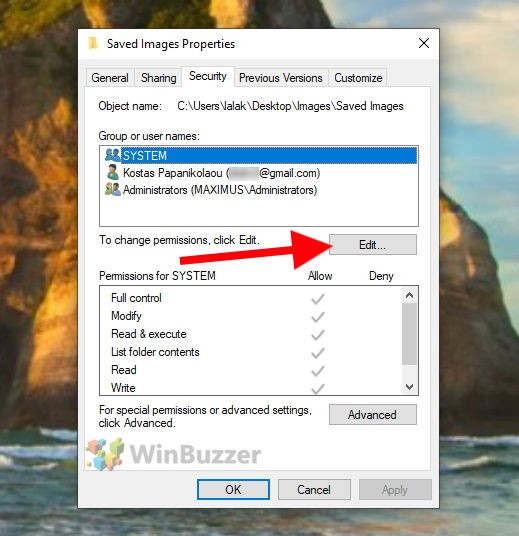 Saved Images Properties
General Sharing Security Previous Versions Customize
Object name: C:\Users\lalak\Desktop\Images\Saved Images
Group or user names:
SYSTEM
Kostas Papanikolaou ( @gmail.com)
Administrators (MAXIMUS\Administrators)
To change permissions, click Edit.
Edit...
Permissions for SYSTEM Allow Deny
Full control
Modify
Read & execute
List folder contents
Read
Write
For special permissions or advanced settings,
click Advanced.
Advanced
WinBuzzer
OK Cancel Apply